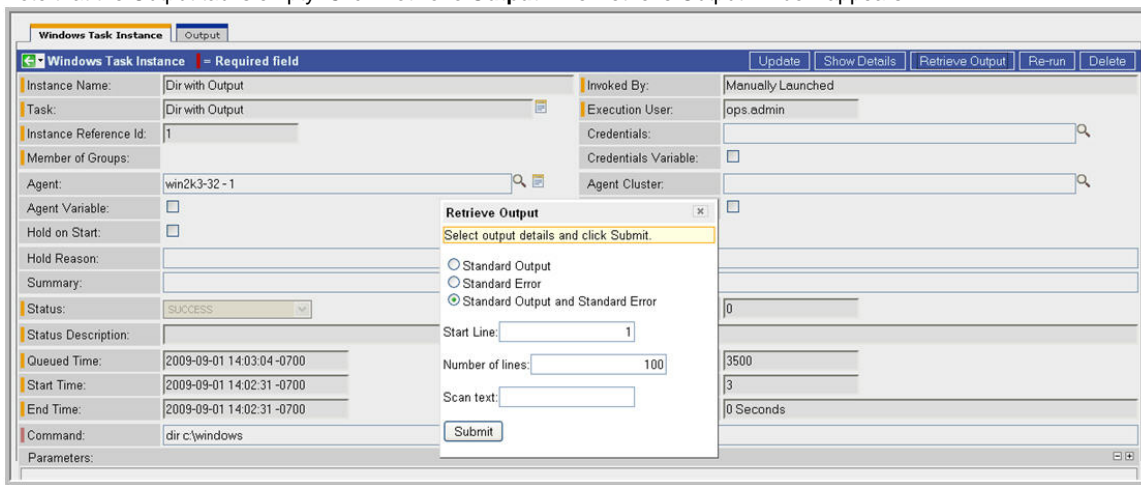 Windows Task Instance Output
Windows Task Instance = Required field Update Show Details Retrieve Output Re-run Delete
Instance Name: Dir with Output Invoked By: Manually Launched
Task: Dir with Output Execution User: ops.admin
Instance Reference Id: 1 Credentials:
Member of Groups: Credentials Variable:
Agent: win2k3-32 - 1 Agent Cluster:
Agent Variable:
Hold on Start:
Hold Reason:
Summary:
Status: SUCCESS 0
Status Description:
Queued Time: 2009-09-01 14:03:04 -0700 3500
Start Time: 2009-09-01 14:02:31 -0700 3
End Time: 2009-09-01 14:02:31 -0700 0 Seconds
Command: dir c:\windows
Parameters:
Retrieve Output
Select output details and click Submit.
Standard Output
Standard Error
Standard Output and Standard Error
Start Line: 1
Number of lines: 100
Scan text:
Submit